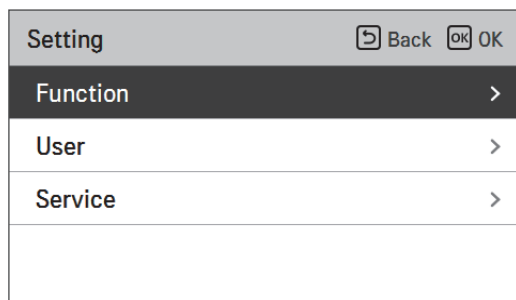 Setting Back OK OK
Function >
User >
Service >